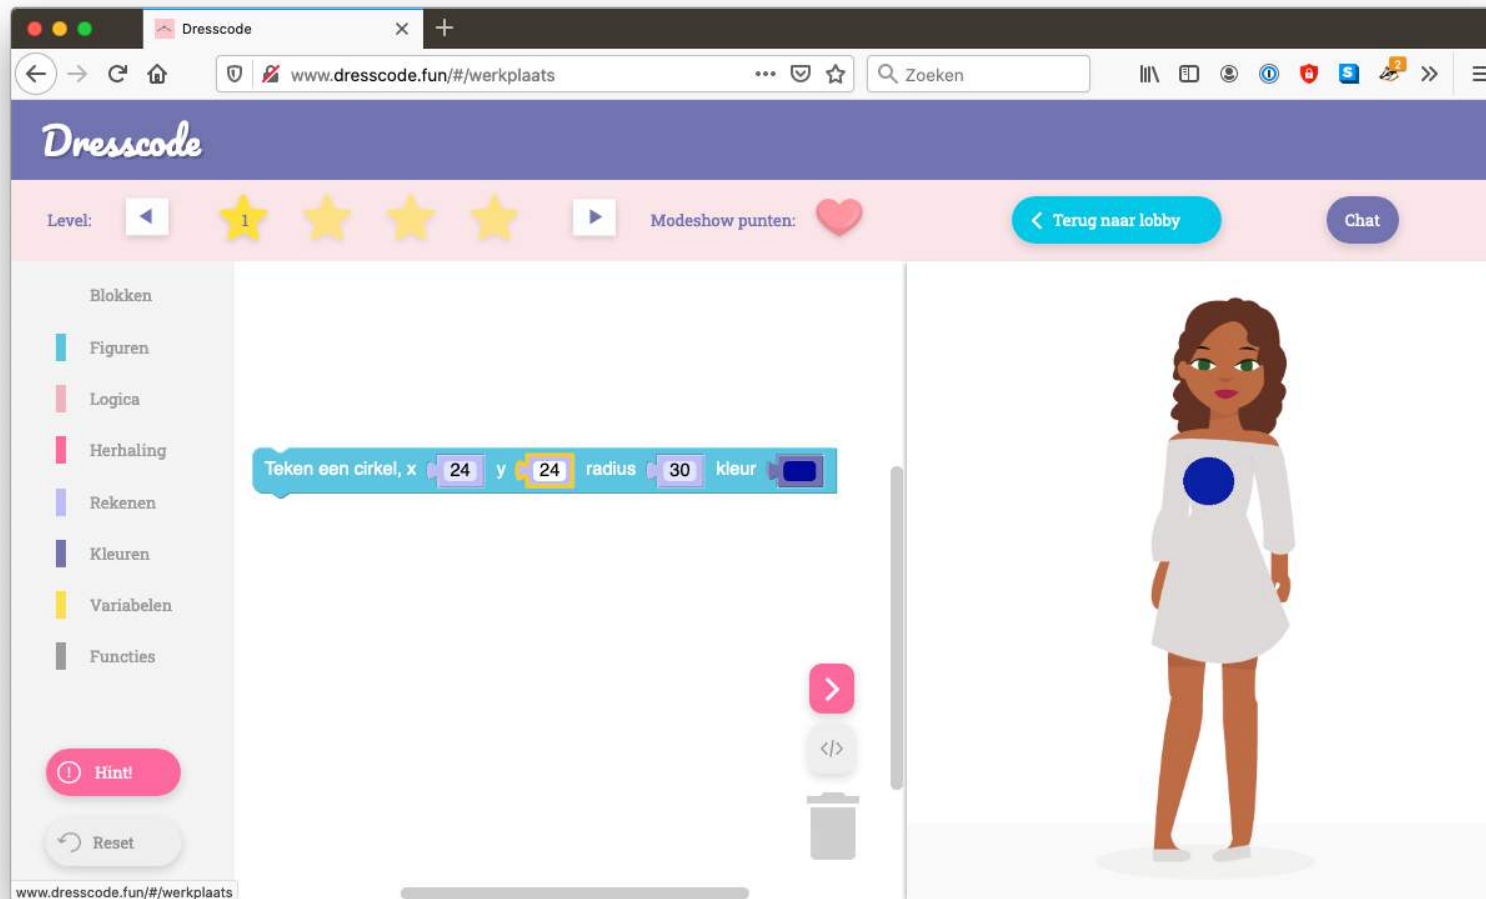 Dresscode
www.dresscode.fun/#/werkplaats
Zoeken
2
Dresscode
Level:
1
Modeshow punten:
Terug naar lobby
Chat
Blokken
Figuren
Logica
Herhaling
Rekenen
Kleuren
Variabelen
Functies
Teken een cirkel, x 24 y 24 radius 30 kleur
</>
Hint!
Reset
www.dresscode.fun/#/werkplaats